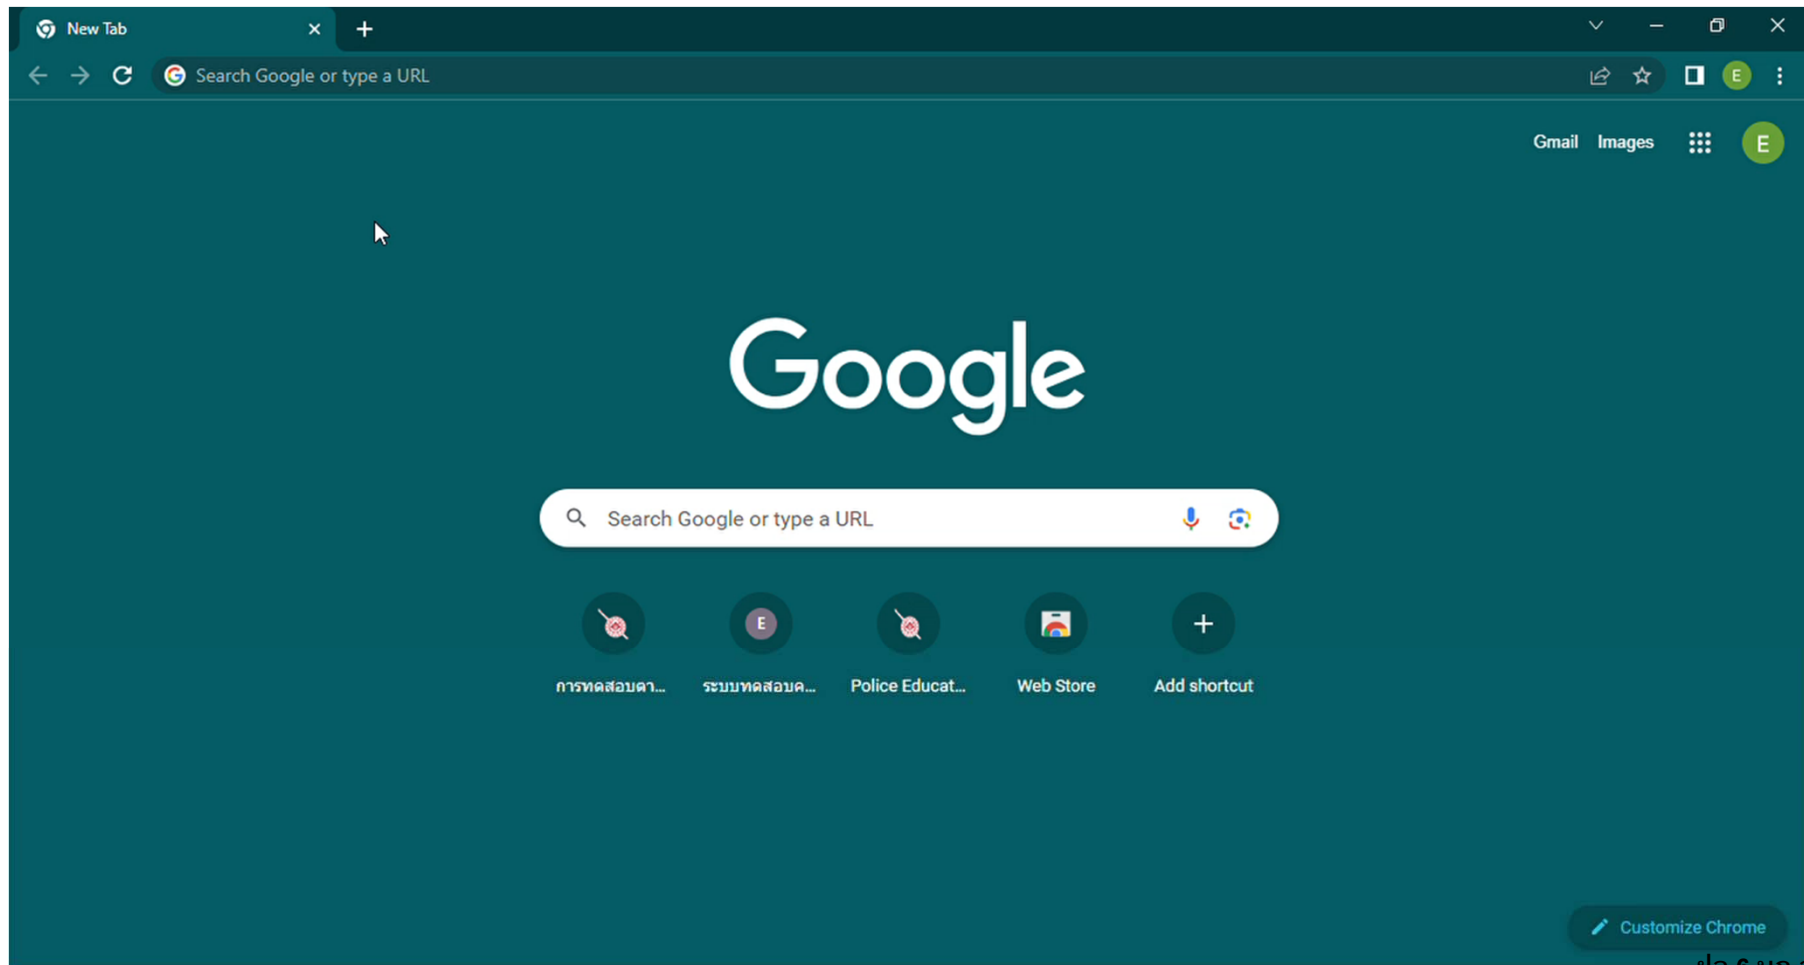 New Tab
Search Google or type a URL
E
Gmail Images
E
Google
Search Google or type a URL
E
การทดสอบตา...
ระบบทดสอบค...
Police Educat...
Web Store
Add shortcut
Customize Chrome